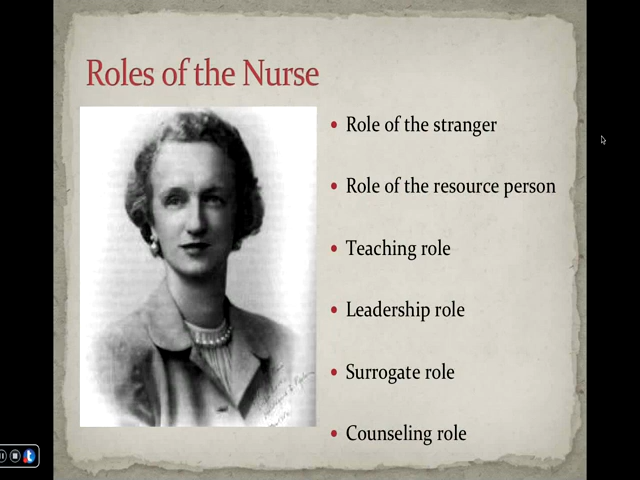 Roles of the Nurse
Role of the stranger
Role of the resource person
Teaching role
Leadership role
Surrogate role
Counseling role